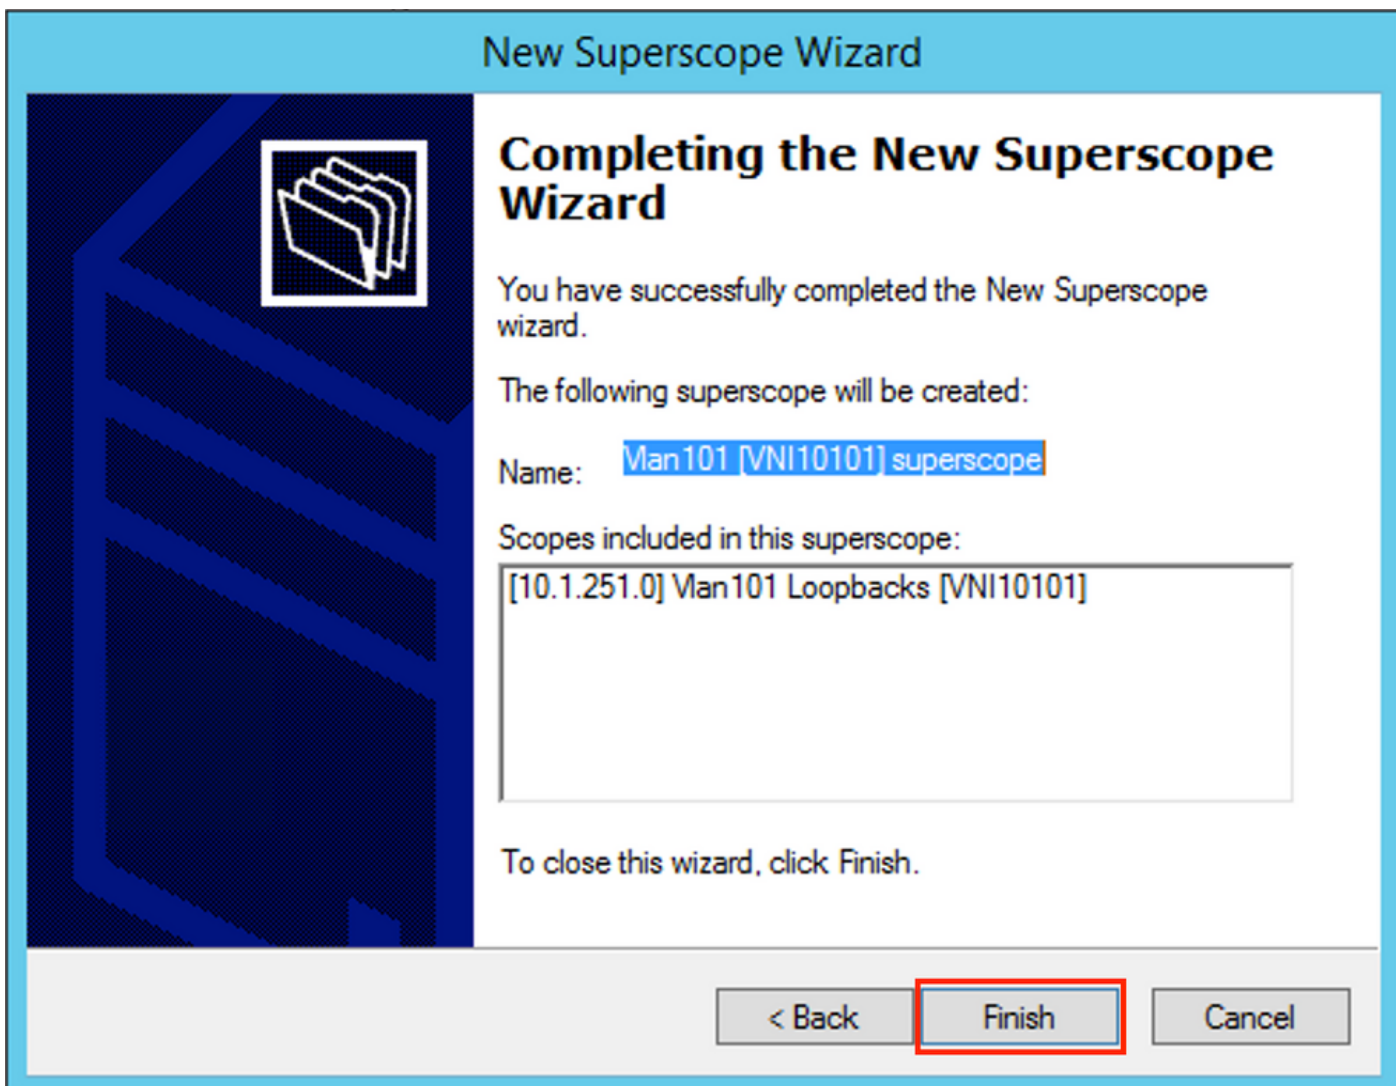 New Superscope Wizard
Completing the New Superscope
Wizard
You have successfully completed the New Superscope
wizard.
The following superscope will be created:
Name: Vlan101 [VNI10101] superscope
Scopes included in this superscope:
[10.1.251.0] Vlan101 Loopbacks [VNI10101]
To close this wizard, click Finish.
< Back Finish Cancel